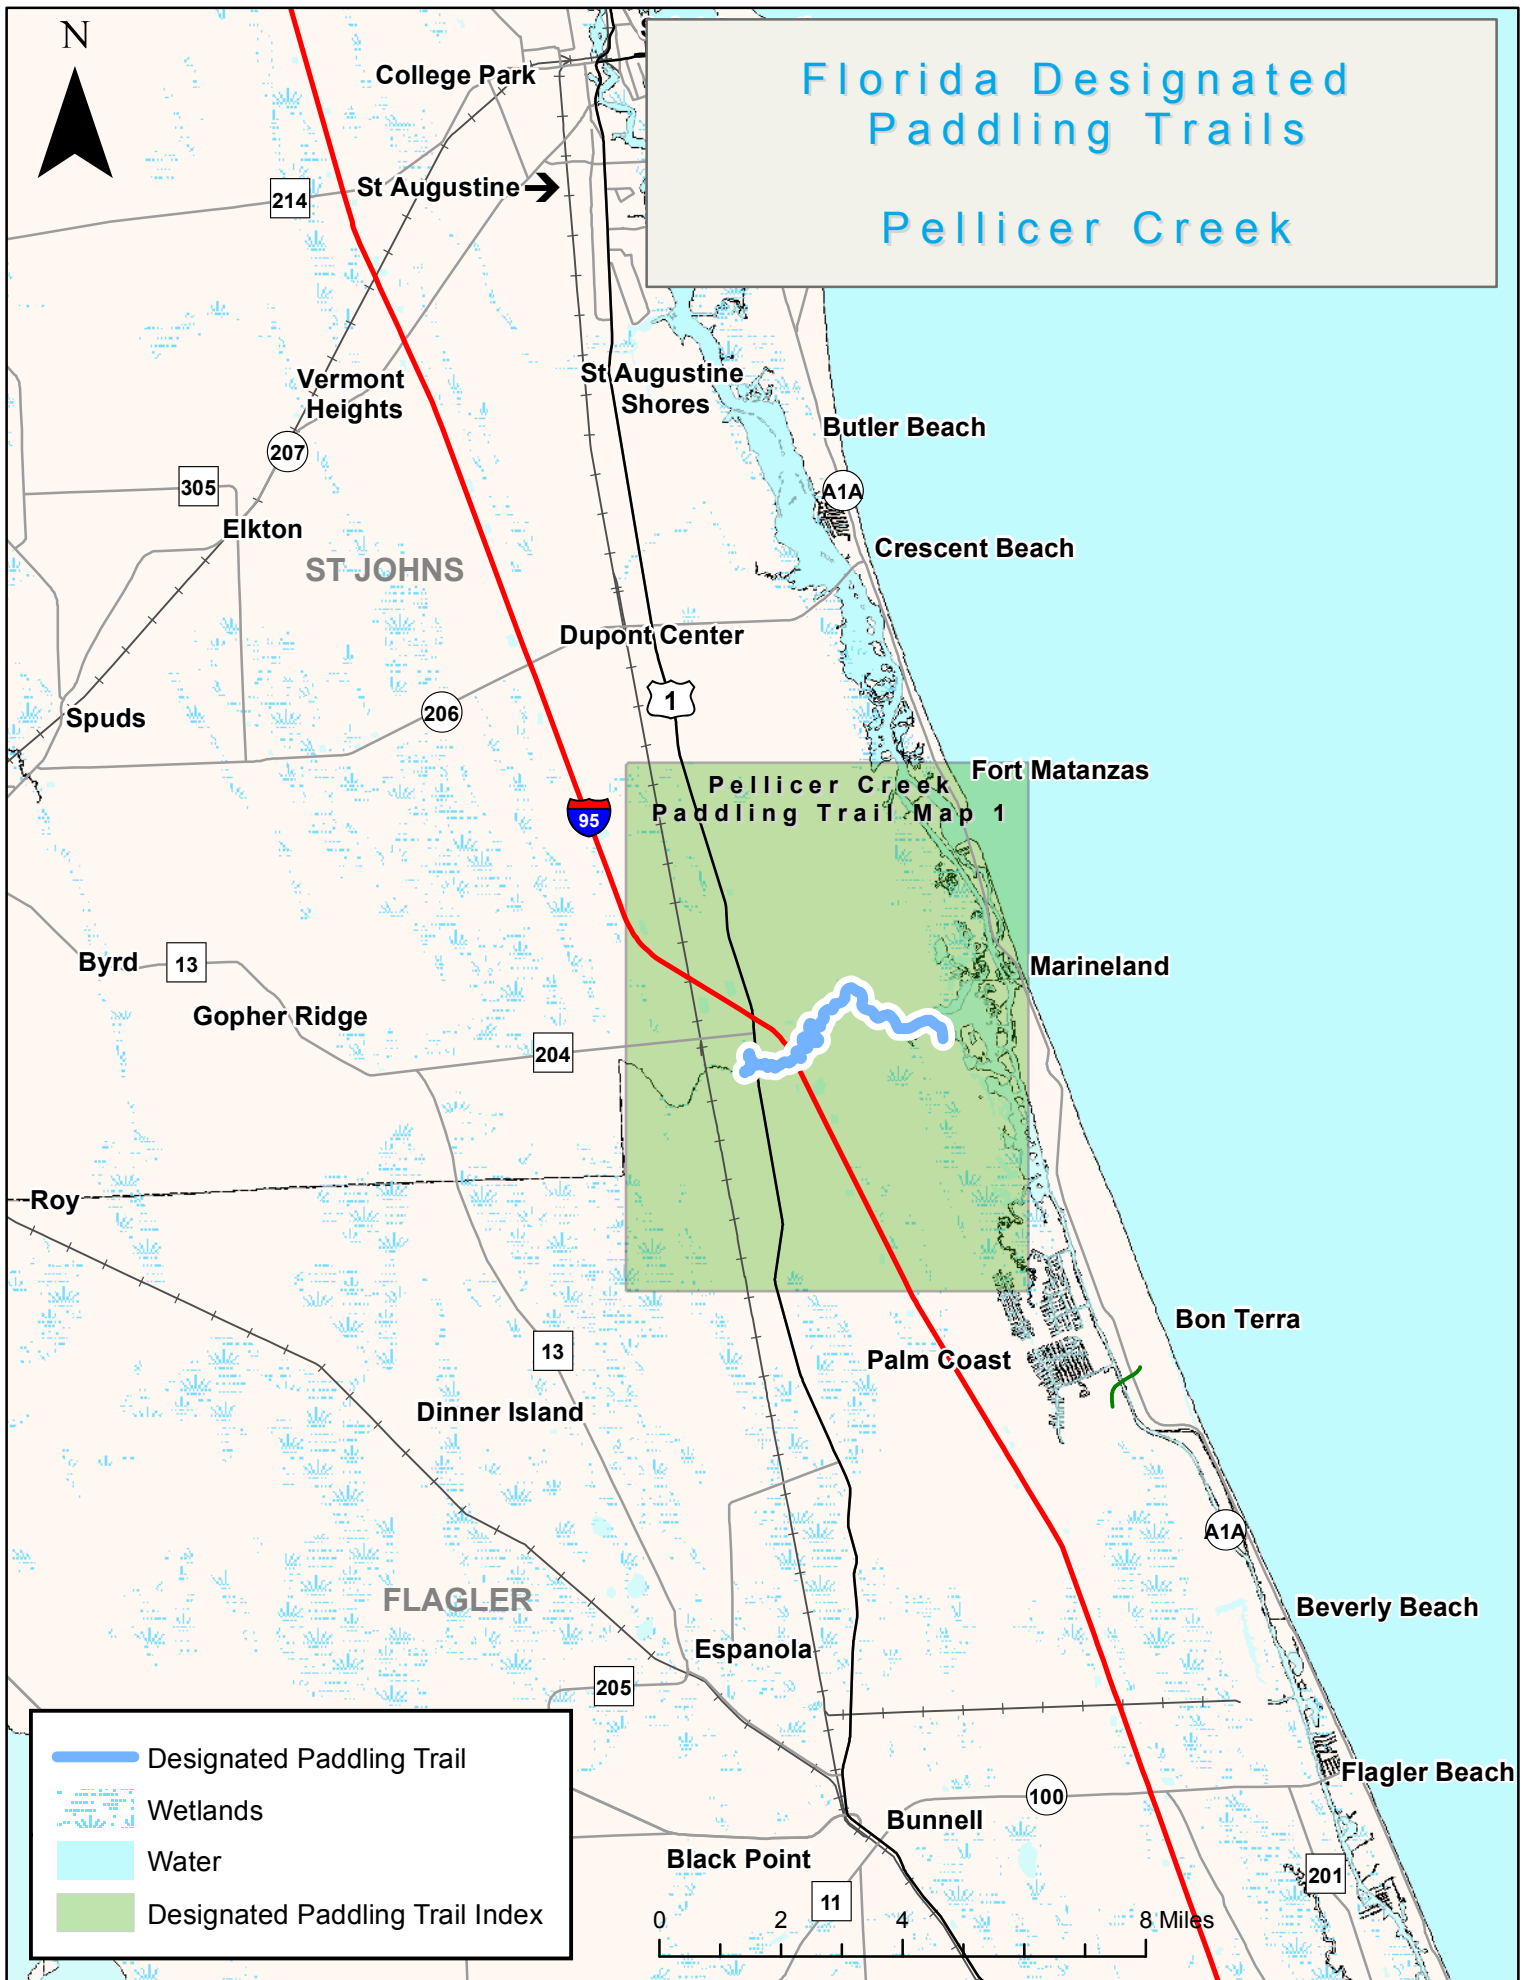 N
Florida Designated
Paddling Trails
Pellicer Creek
College Park
St Augustine
214
Vermont
Heights
St Augustine
Shores
Butler Beach
207
305
A1A
Elkton
Crescent Beach
ST JOHNS
Dupont Center
1
206
Spuds
Fort Matanzas
Pellicer Creek
Paddling Trail Map 1
95
Byrd
13
Marineland
Gopher Ridge
204
Roy
Bon Terra
13
Palm Coast
Dinner Island
A1A
FLAGLER
Beverly Beach
Espanola
205
Designated Paddling Trail
Wetlands
Water
Designated Paddling Trail Index
Flagler Beach
100
Bunnell
Black Point
201
11
0 2 4 8 Miles